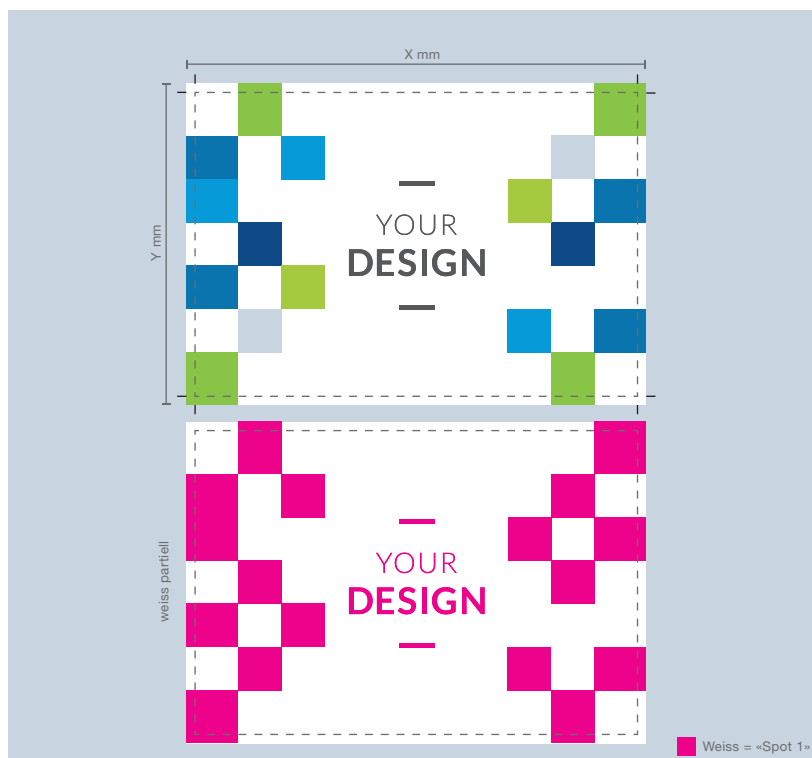 X mm
Y mm
YOUR
DESIGN
weiss partiell
YOUR
DESIGN
Weiss = «Spot 1»